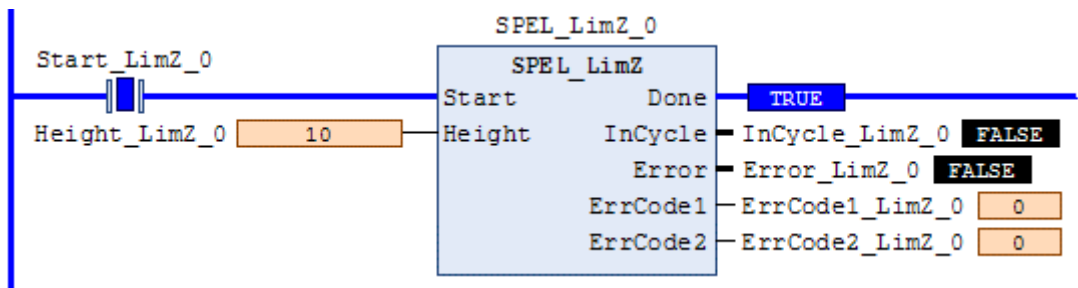 SPEL_LimZ_0
Start_LimZ_0
SPEL_LimZ
Start Done TRUE
Height_LimZ_0 10 Height InCycle InCycle_LimZ_0 FALSE
Error Error_LimZ_0 FALSE
ErrCode1 ErrCode1_LimZ_0 0
ErrCode2 ErrCode2_LimZ_0 0